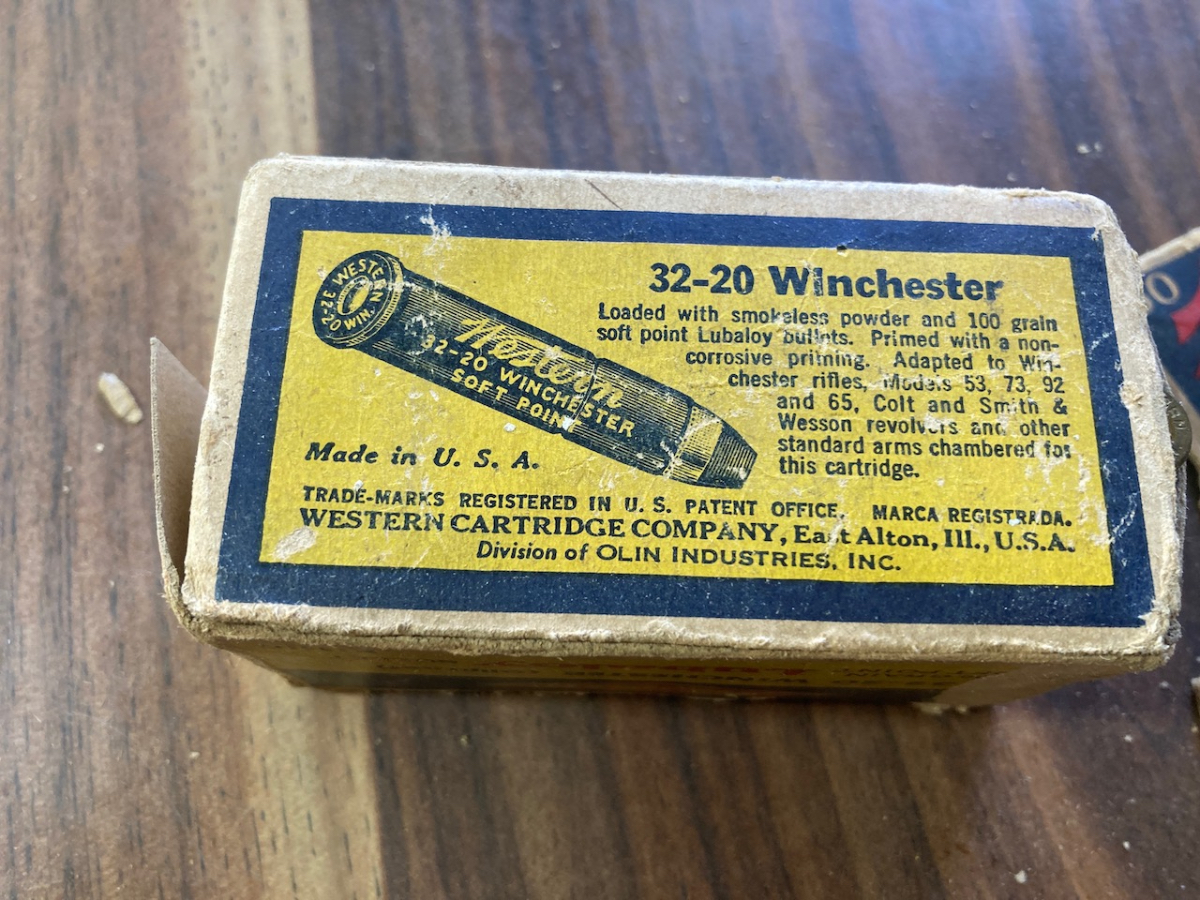 32-20 Winchester
Loaded with smokeless powder and 100 grain
soft point Lubaloy bullets. Primed with a non-
corrosive priming. Adapted to Win-
chester rifles, Models 53, 73, 92
and 65, Colt and Smith &
Wesson revolvers and other
standard arms chambered for
this cartridge.
WESTERN
32-20 WIN.
Western
32-20 WINCHESTER
SOFT POINT
Made in U. S. A.
TRADE-MARKS REGISTERED IN U. S. PATENT OFFICE. MARCA REGISTRADA.
WESTERN CARTRIDGE COMPANY, East Alton, Ill., U.S.A.
Division of OLIN INDUSTRIES, INC.